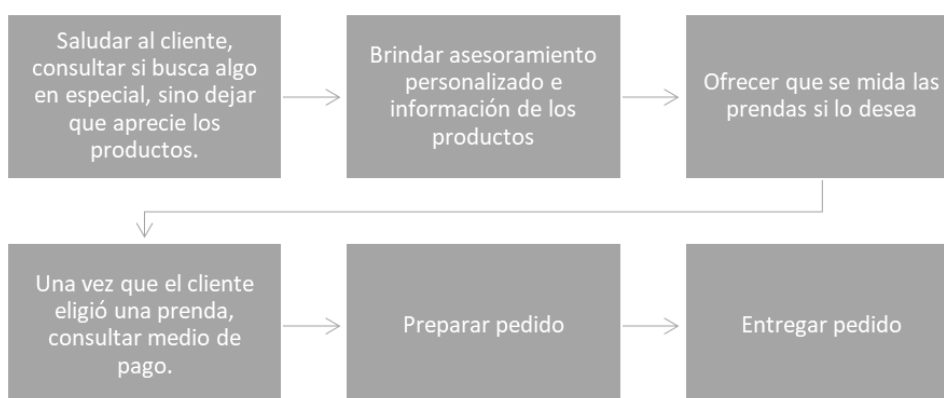 Saludar al cliente,
consultar si busca algo
en especial, sino dejar
que aprecie los
productos.
Brindar asesoramiento
personalizado e
información de los
productos
Ofrecer que se mida las
prendas si lo desea
Una vez que el cliente
eligió una prenda,
consultar medio de
pago.
Preparar pedido
Entregar pedido